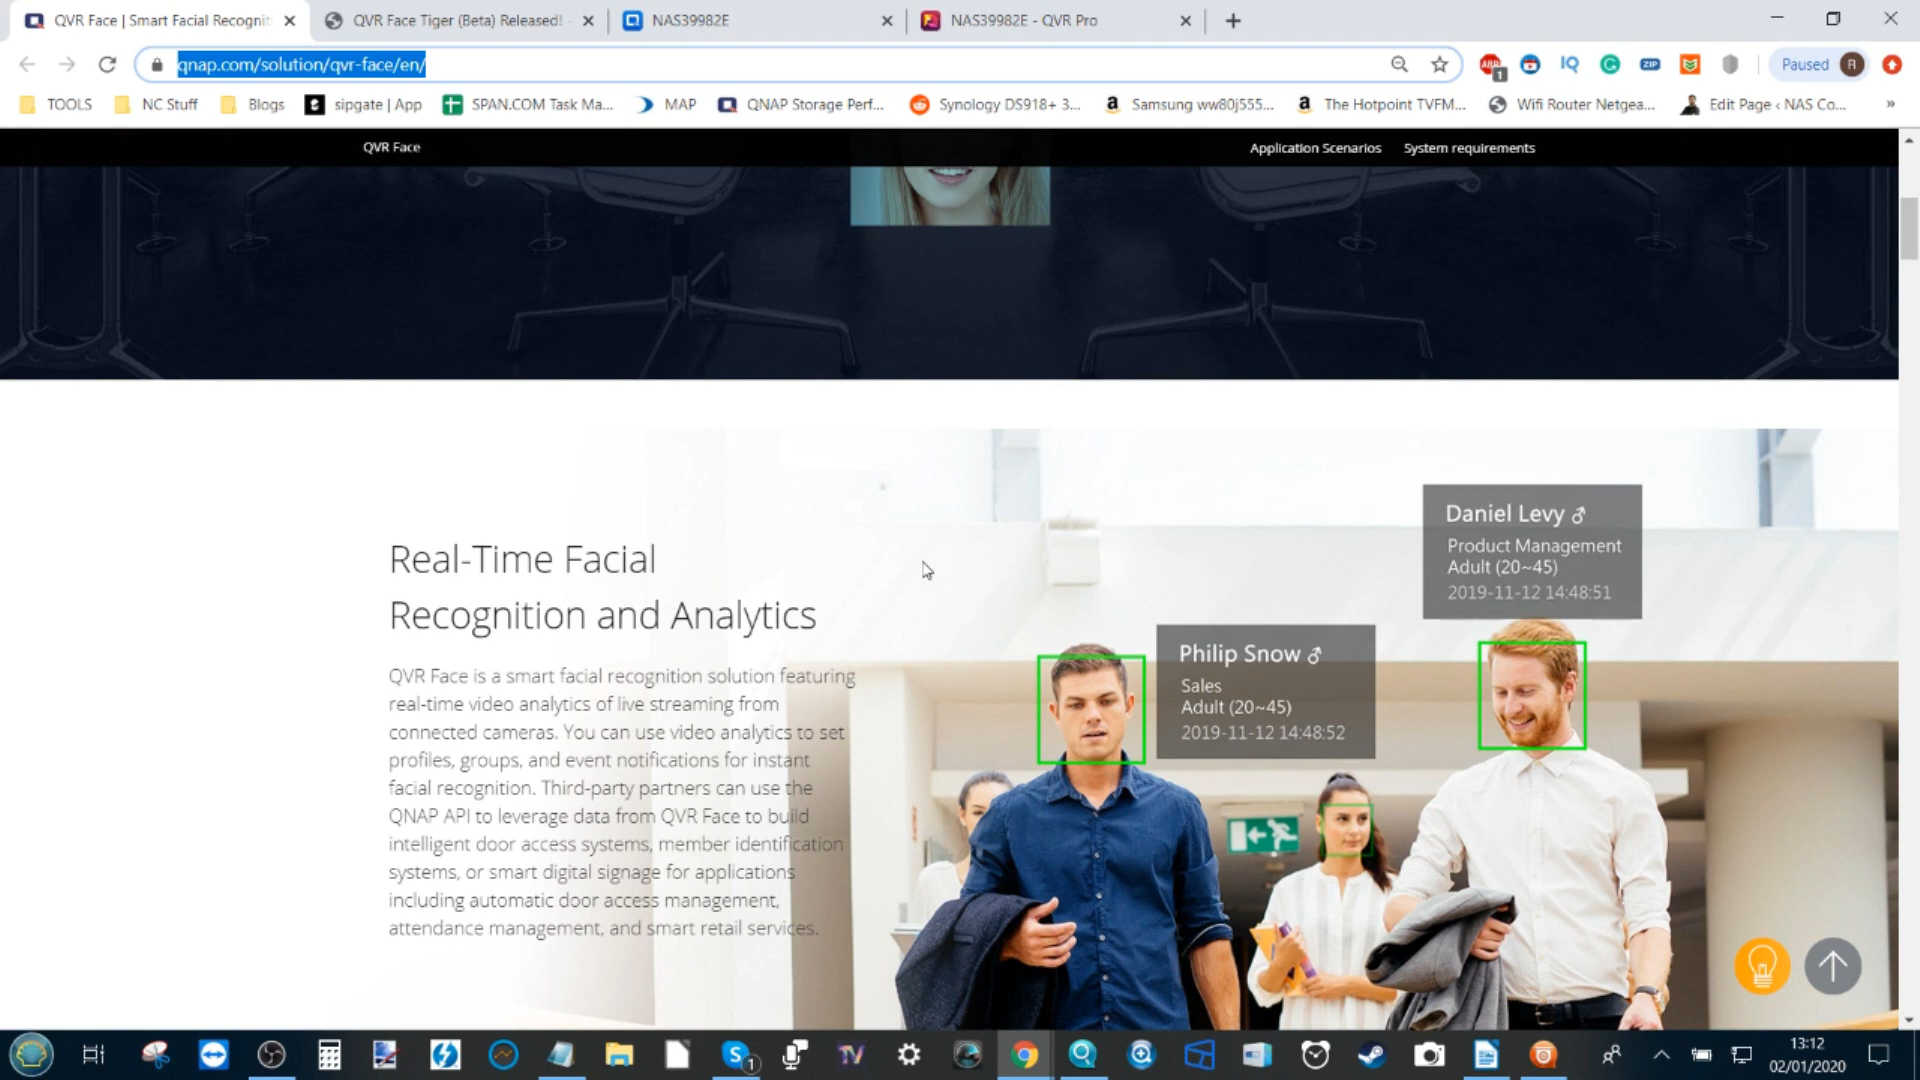 QVR Face | Smart Facial Recognit
QVR Face Tiger (Beta) Released! -
NAS39982E
NAS39982E - QVR Pro
qnap.com/solution/qvr-face/en/
ABP
1
IQ
ZIP
Paused
R
TOOLS
NC Stuff
Blogs
sipgate | App
SPAN.COM Task Ma...
MAP
QNAP Storage Perf...
Synology DS918+ 3...
Samsung ww80j555...
The Hotpoint TVFM...
Wifi Router Netgea...
Edit Page ‹ NAS Co...
»
QVR Face
Application Scenarios
System requirements
Real-Time Facial
Recognition and Analytics
QVR Face is a smart facial recognition solution featuring
real-time video analytics of live streaming from
connected cameras. You can use video analytics to set
profiles, groups, and event notifications for instant
facial recognition. Third-party partners can use the
QNAP API to leverage data from QVR Face to build
intelligent door access systems, member identification
systems, or smart digital signage for applications
including automatic door access management,
attendance management, and smart retail services.
Daniel Levy ♂
Product Management
Adult (20~45)
2019-11-12 14:48:51
Philip Snow ♂
Sales
Adult (20~45)
2019-11-12 14:48:52
13:12
02/01/2020